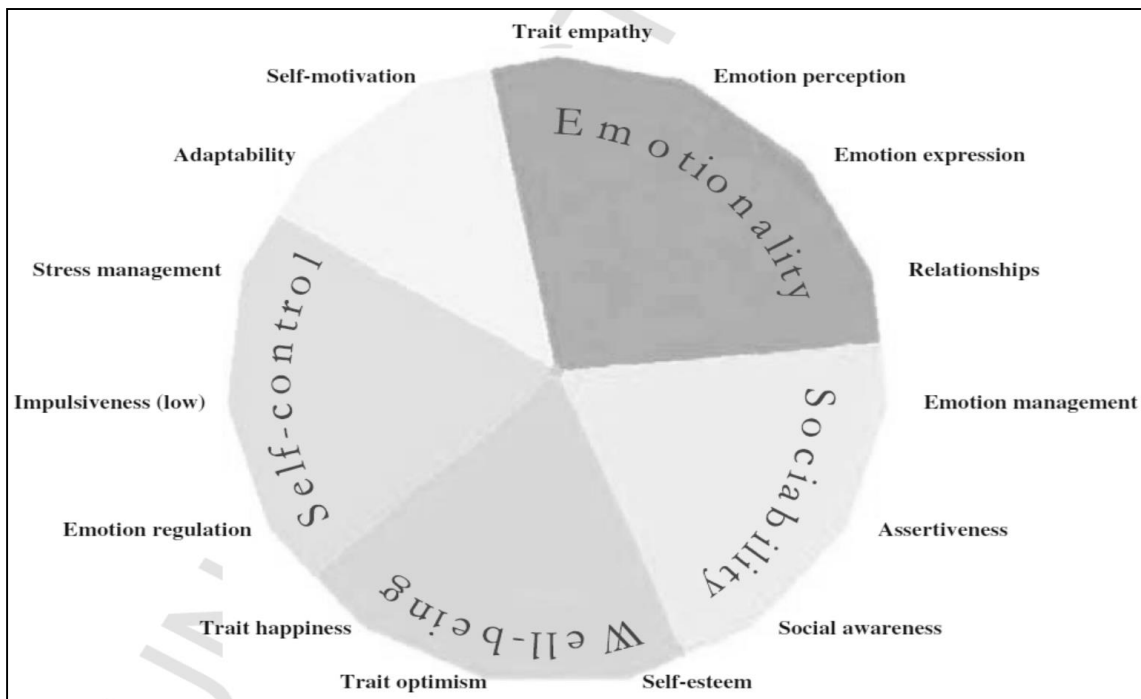 Trait empathy
Self-motivation
Emotion perception
Adaptability
Emotion expression
Stress management
Relationships
Impulsiveness (low)
Emotion management
Emotion regulation
Assertiveness
Trait happiness
Social awareness
Trait optimism
Self-esteem
Emotionality
Sociability
Well-being
Self-control